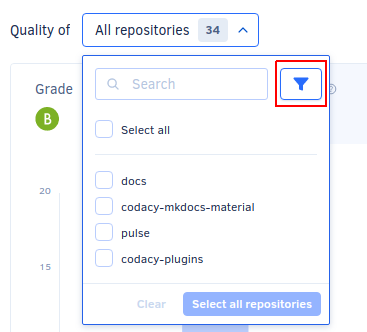 Quality of All repositories 34
Search
Grade
B
Select all
20
docs
codacy-mkdocs-material
pulse
15
codacy-plugins
Clear Select all repositories